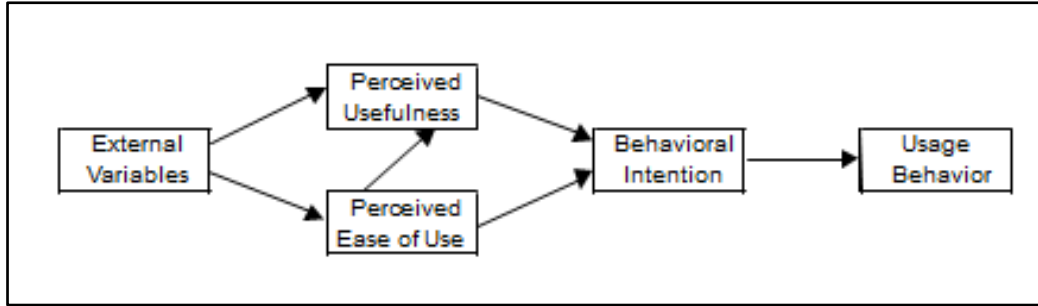 Perceived
Usefulness
External
Variables
Behavioral
Intention
Usage
Behavior
Perceived
Ease of Use